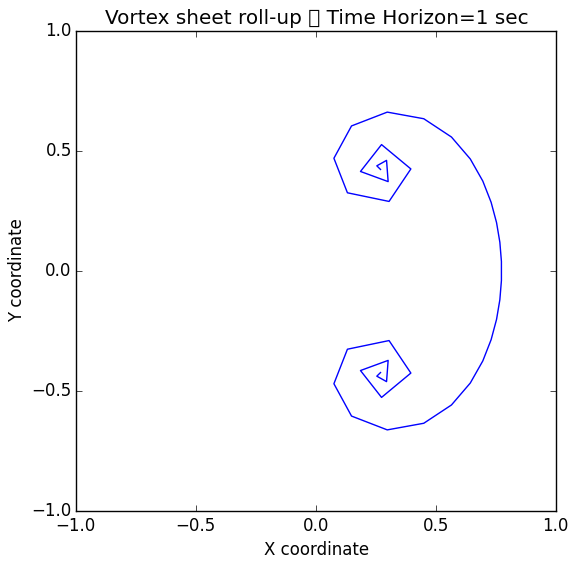 Vortex sheet roll-up ▯ Time Horizon=1 sec
1.0
0.5
0.0
−0.5
−1.0
−1.0 −0.5 0.0 0.5 1.0
Y coordinate
X coordinate